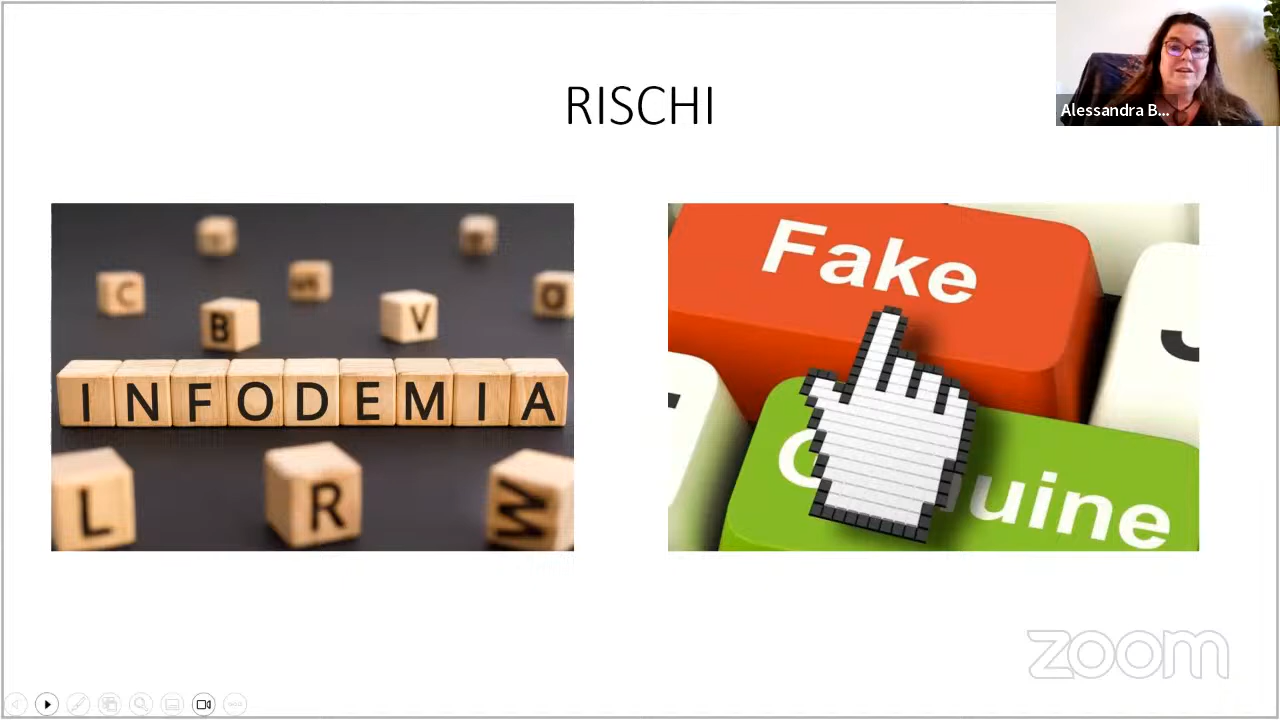 RISCHI
Alessandra B...
C
B
V
O
INFODEMIA
L
R
W
Fake
uine
zoom